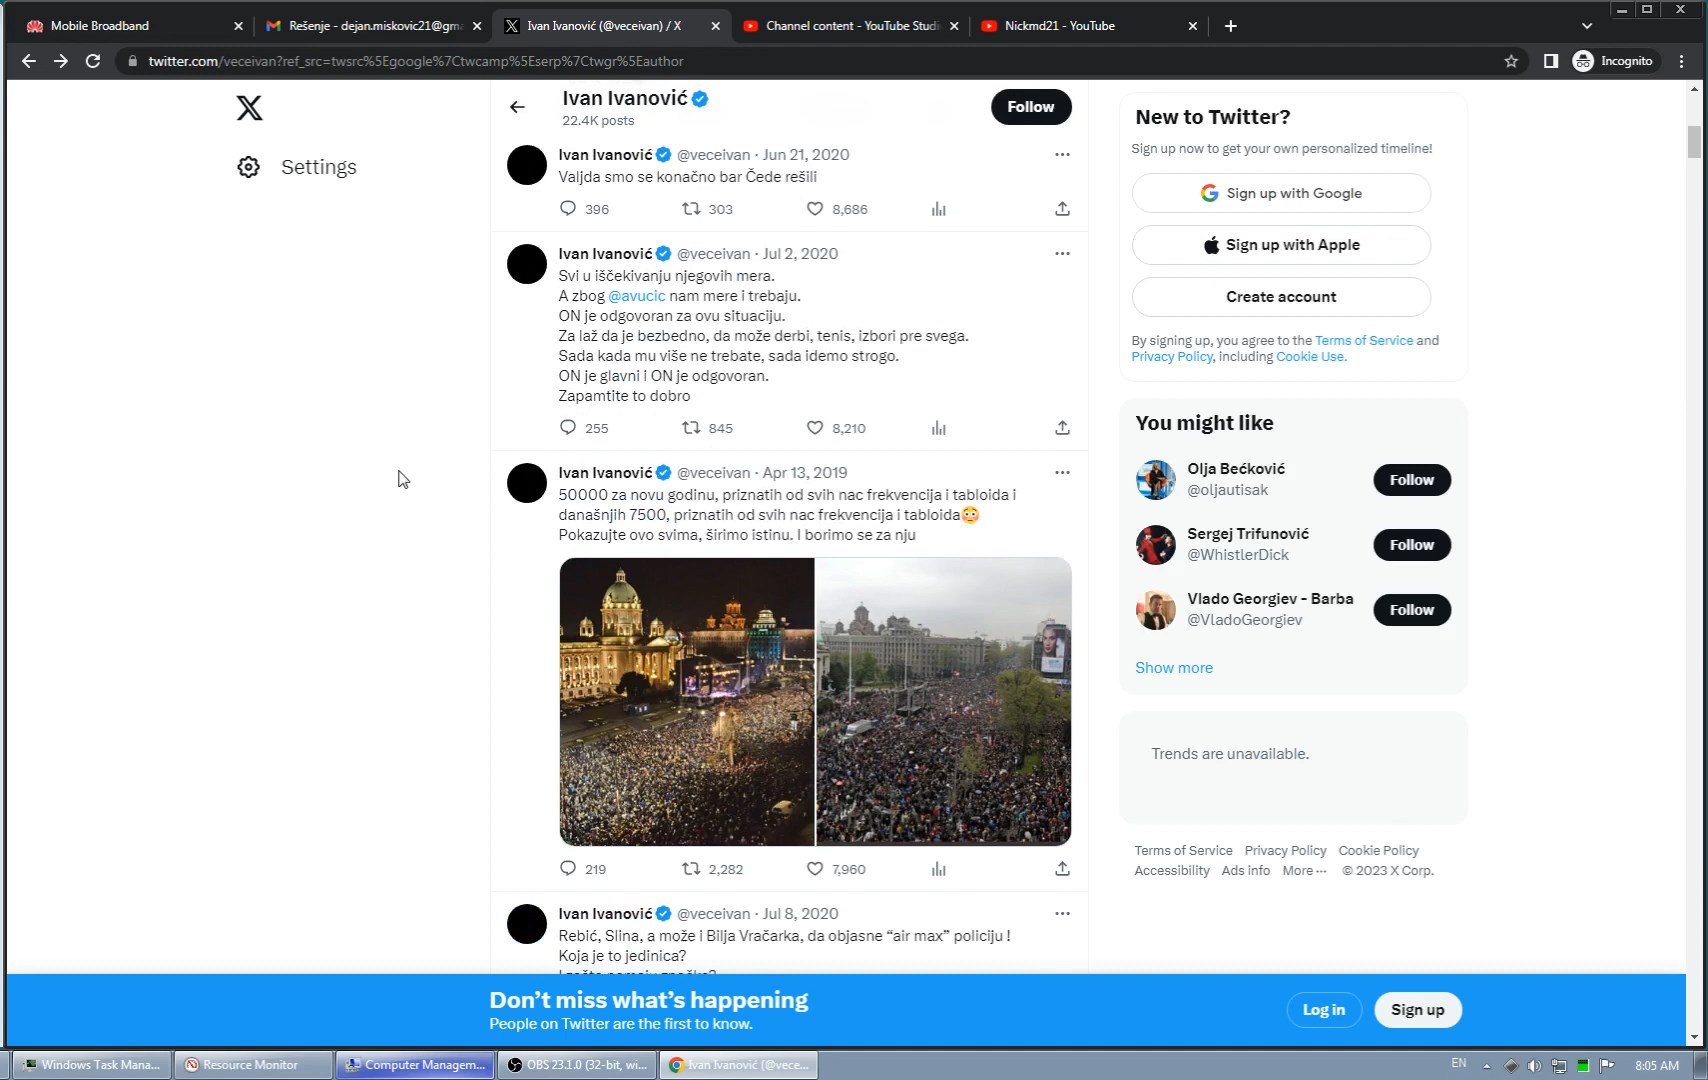 Mobile Broadband
Rešenje - dejan.miskovic21@gma
Ivan Ivanović (@veceivan) / X
Channel content - YouTube Studi
Nickmd21 - YouTube
twitter.com/veceivan?ref_src=twsrc%5Egoogle%7Ctwcamp%5Eserp%7Ctwgr%5Eauthor
Incognito
Settings
Ivan Ivanović
22.4K posts
Follow
Ivan Ivanović @veceivan · Jun 21, 2020
Valjda smo se konačno bar Čede rešili
396 303 8,686
Ivan Ivanović @veceivan · Jul 2, 2020
Svi u iščekivanju njegovih mera.
A zbog @avucic nam mere i trebaju.
ON je odgovoran za ovu situaciju.
Za laž da je bezbedno, da može derbi, tenis, izbori pre svega.
Sada kada mu više ne trebate, sada idemo strogo.
ON je glavni i ON je odgovoran.
Zapamtite to dobro
255 845 8,210
Ivan Ivanović @veceivan · Apr 13, 2019
50000 za novu godinu, priznatih od svih nac frekvencija i tabloida i
današnjih 7500, priznatih od svih nac frekvencija i tabloida😳
Pokazujte ovo svima, širimo istinu. I borimo se za nju
219 2,282 7,960
Ivan Ivanović @veceivan · Jul 8, 2020
Rebić, Slina, a može i Bilja Vračarka, da objasne “air max” policiju !
Koja je to jedinica?
New to Twitter?
Sign up now to get your own personalized timeline!
Sign up with Google
Sign up with Apple
Create account
By signing up, you agree to the Terms of Service and
Privacy Policy, including Cookie Use.
You might like
Olja Bećković
@oljautisak
Follow
Sergej Trifunović
@WhistlerDick
Follow
Vlado Georgiev - Barba
@VladoGeorgiev
Follow
Show more
Trends are unavailable.
Terms of Service Privacy Policy Cookie Policy
Accessibility Ads info More ··· © 2023 X Corp.
Don’t miss what’s happening
People on Twitter are the first to know.
Log in
Sign up
Windows Task Mana...
Resource Monitor
Computer Managem...
OBS 23.1.0 (32-bit, wi...
Ivan Ivanović (@vece...
EN
8:05 AM